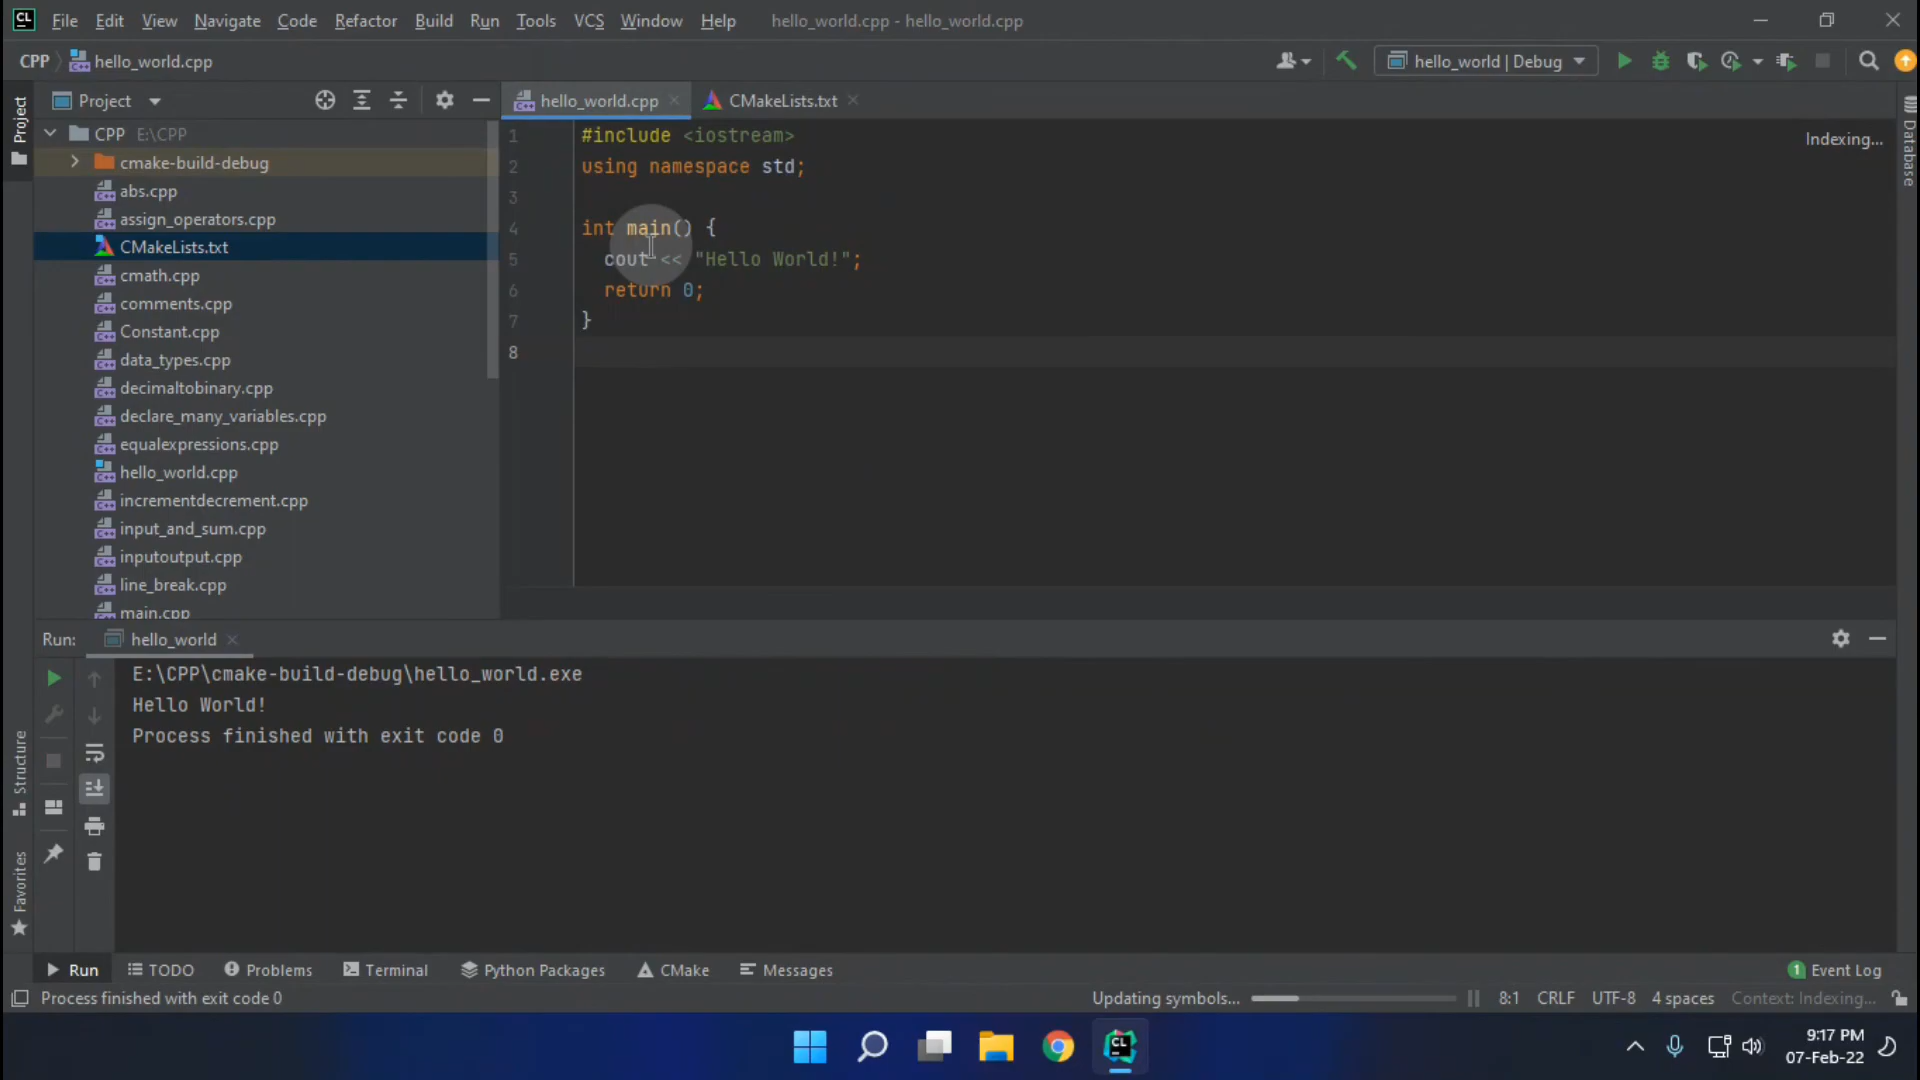 CL File Edit View Navigate Code Refactor Build Run Tools VCS Window Help hello_world.cpp - hello_world.cpp
CPP hello_world.cpp hello_world | Debug
Project hello_world.cpp CMakeLists.txt
Project
Database
CPP E:\CPP
cmake-build-debug
abs.cpp
assign_operators.cpp
CMakeLists.txt
cmath.cpp
comments.cpp
Constant.cpp
data_types.cpp
decimaltobinary.cpp
declare_many_variables.cpp
equalexpressions.cpp
hello_world.cpp
incrementdecrement.cpp
input_and_sum.cpp
inputoutput.cpp
line_break.cpp
main.cpp
1 #include <iostream>
Indexing...
2 using namespace std;
3
4 int main() {
5 cout << "Hello World!";
6 return 0;
7 }
8
Run: hello_world
E:\CPP\cmake-build-debug\hello_world.exe
Hello World!
Process finished with exit code 0
Structure
Favorites
Run TODO Problems Terminal Python Packages CMake Messages 1 Event Log
Process finished with exit code 0 Updating symbols... 8:1 CRLF UTF-8 4 spaces Context: Indexing...
CL
9:17 PM
07-Feb-22